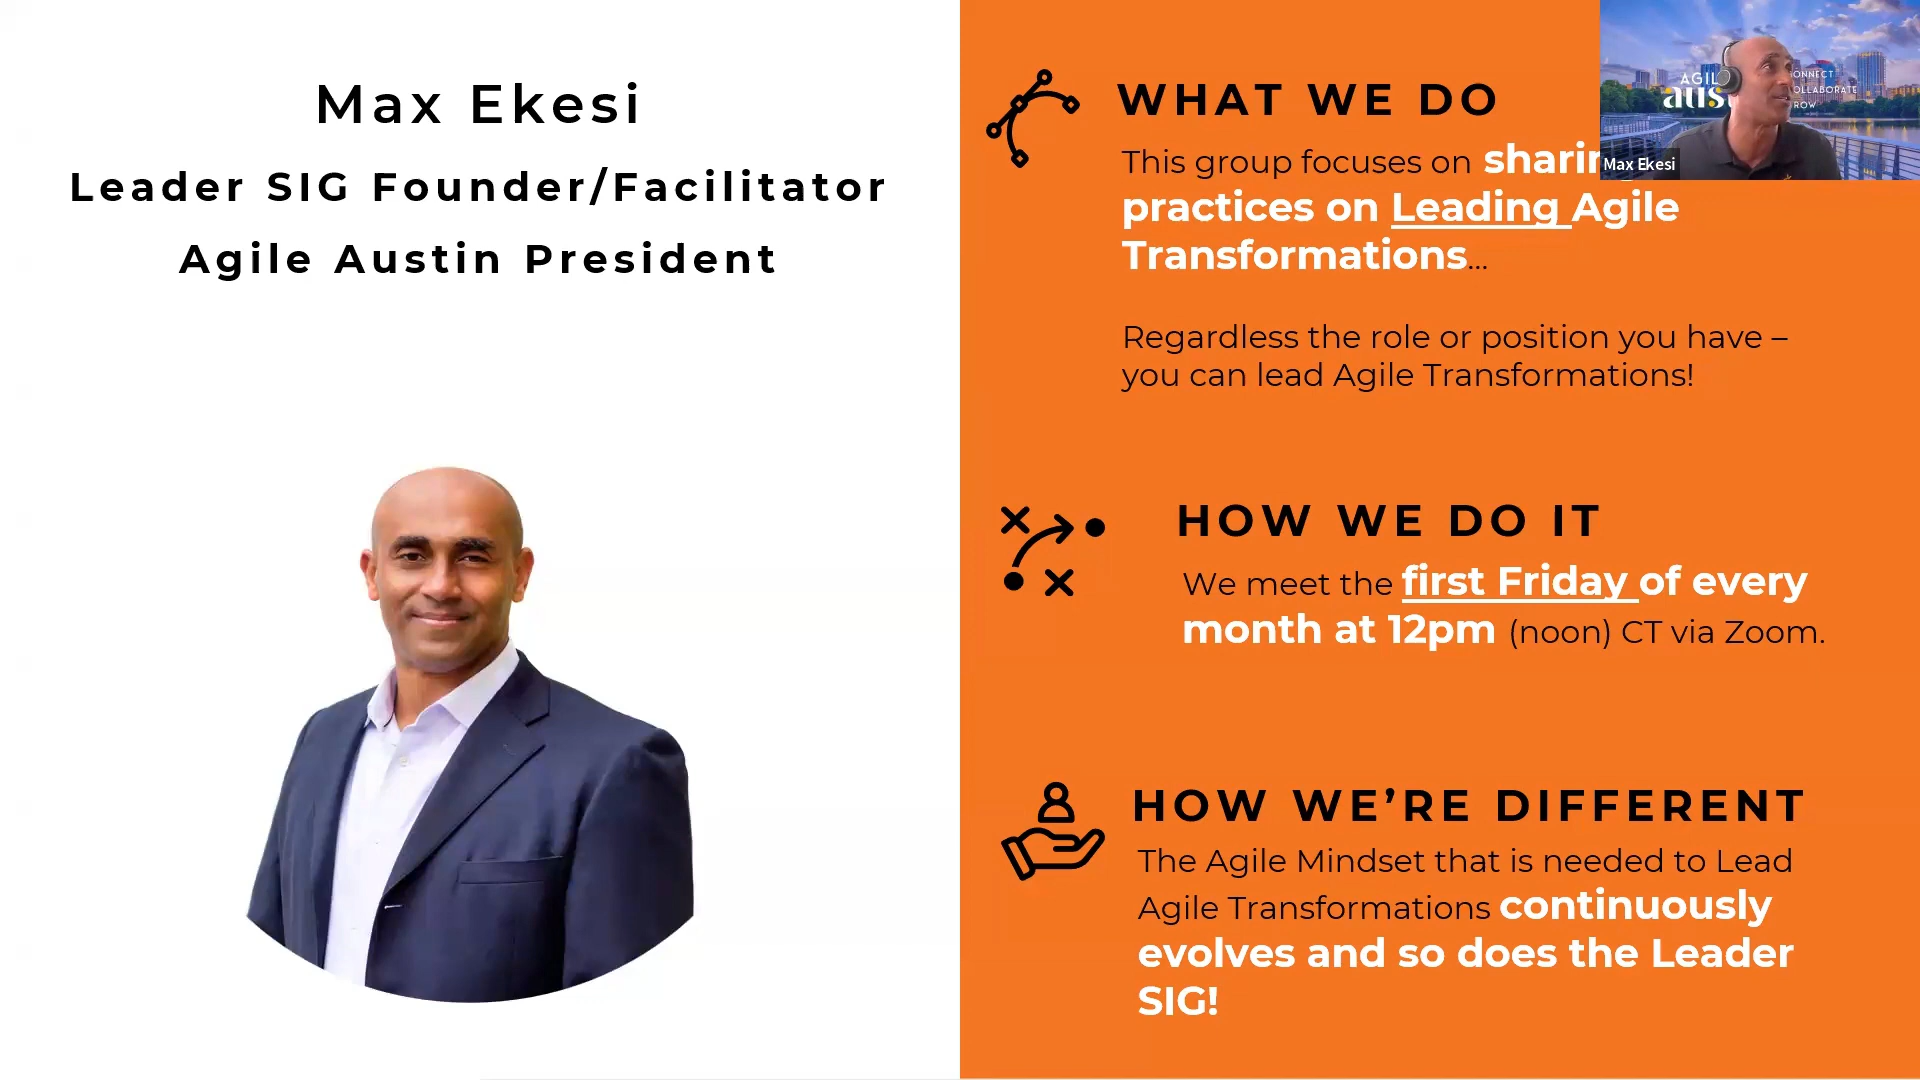 Max Ekesi
Leader SIG Founder/Facilitator
Agile Austin President
WHAT WE DO
This group focuses on
practices on Leading Agile
Transformations...
Regardless the role or position you have –
you can lead Agile Transformations!
HOW WE DO IT
We meet the first Friday of every
month at 12pm (noon) CT via Zoom.
HOW WE’RE DIFFERENT
The Agile Mindset that is needed to Lead
Agile Transformations continuously
evolves and so does the Leader
SIG!
Max Ekesi